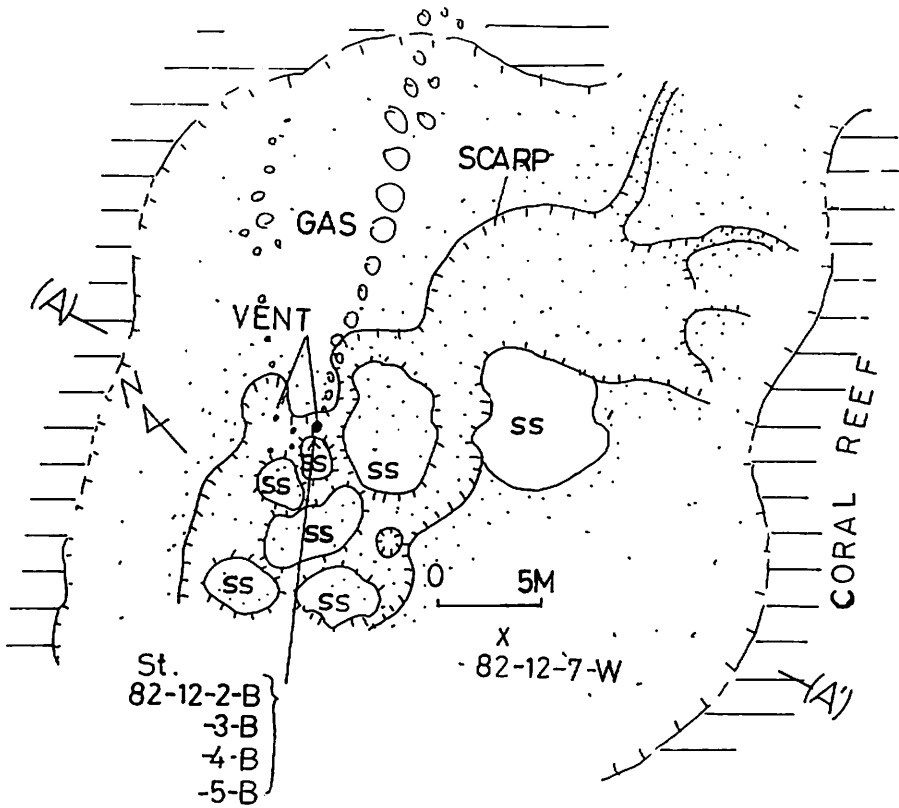 SCARP
GAS
(A)
VENT
N
CORAL REEF
SS
SS
SS
SS
SS
SS
SS
0 5M
X
82-12-7-W
St.
82-12-2-B
-3-B
-4-B
-5-B
(A')